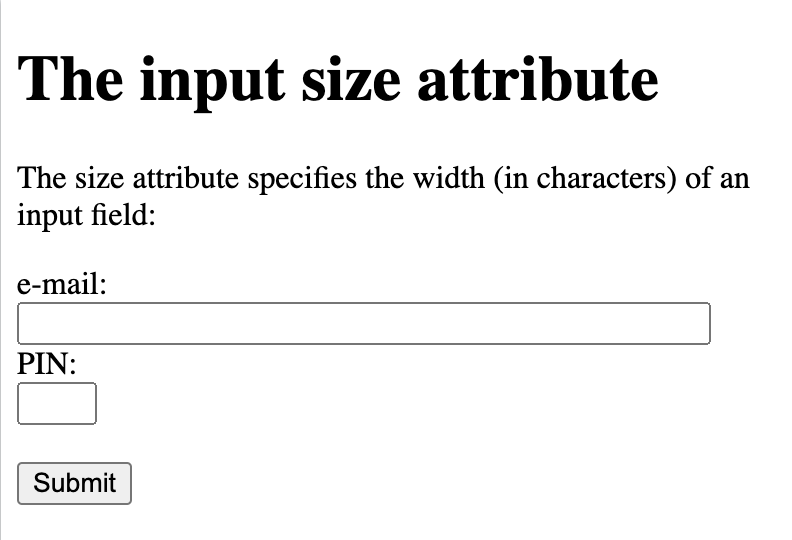 The input size attribute
The size attribute specifies the width (in characters) of an
input field:
e-mail:
PIN:
Submit